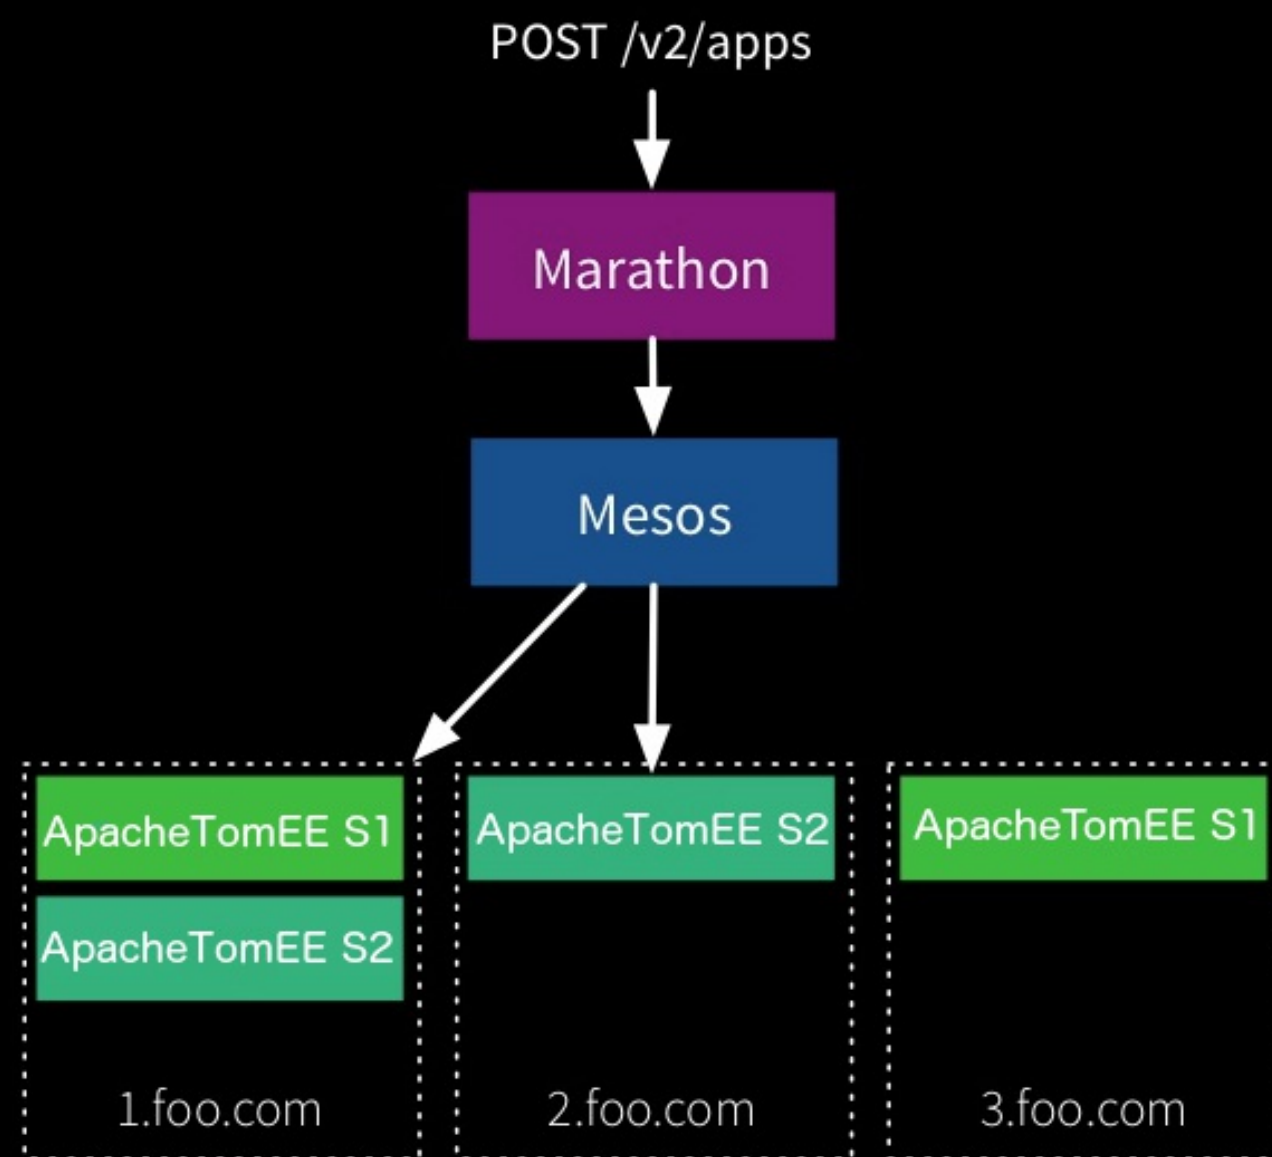 POST /v2/apps
Marathon
Mesos
ApacheTomEE S1
ApacheTomEE S2
1.foo.com
ApacheTomEE S2
2.foo.com
ApacheTomEE S1
3.foo.com